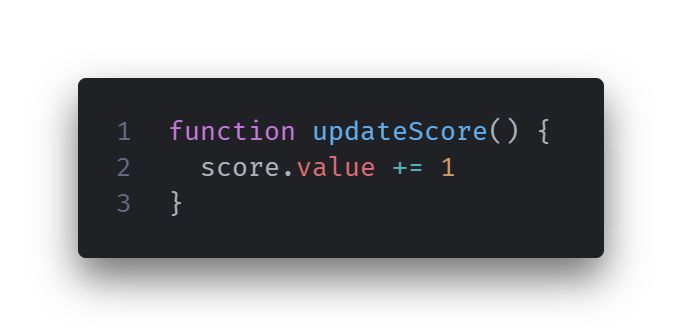 1 function updateScore() {
2   score.value += 1
3 }